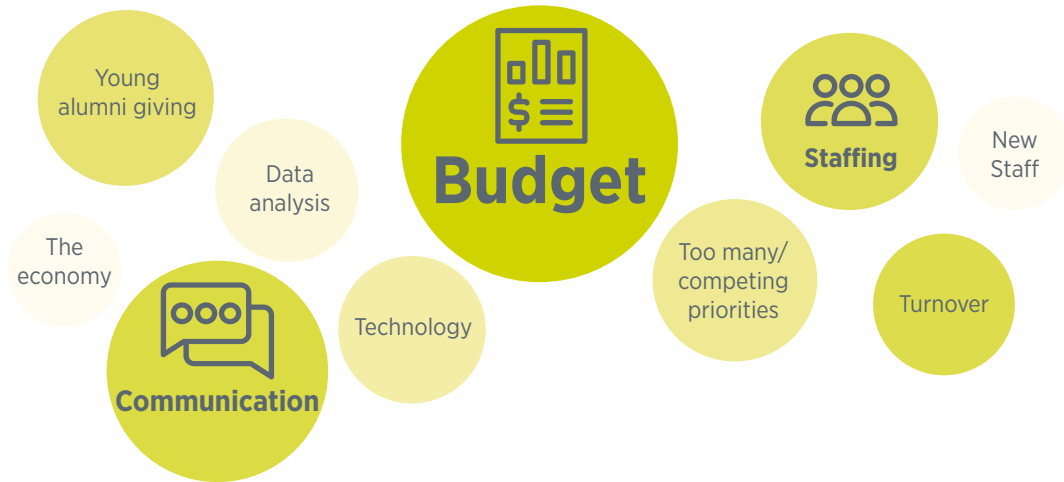 Young
alumni giving
Data
analysis
The
economy
Communication
Technology
$
Budget
Too many/
competing
priorities
Staffing
New
Staff
Turnover